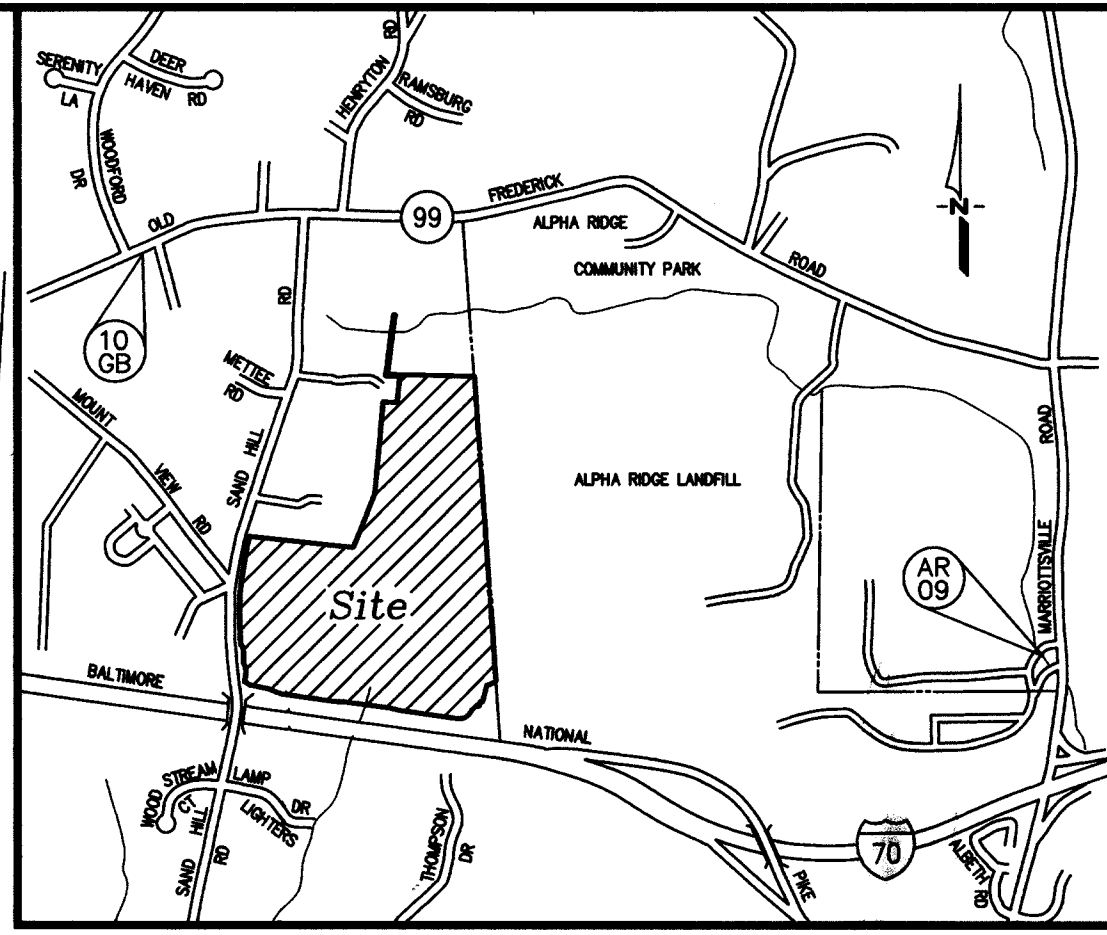 SERENITY
LA
DEER
HAVEN RD
WOODFORD
DR
HENRYTON
RD
RAMSBURG
RD
OLD
99
FREDERICK
ROAD
ALPHA RIDGE
COMMUNITY PARK
-N-
10
GB
RD
METTEE
RD
MOUNT
VIEW
RD
SAND HILL
ALPHA RIDGE LANDFILL
MARRIOTTSVILLE
ROAD
AR
09
Site
BALTIMORE
NATIONAL
PIKE
WOOD STREAM
CT
LAMP
LIGHTERS
DR
SAND
HILL
RD
THOMPSON
DR
70
ALBETH
RD